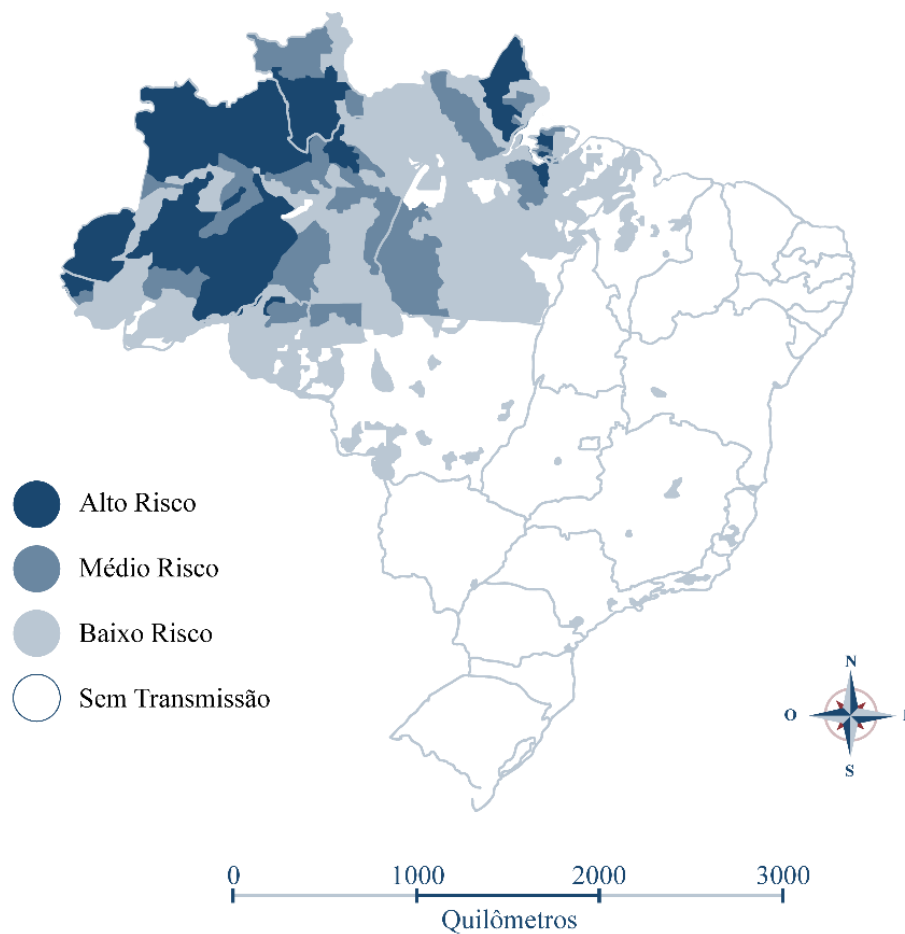 Alto Risco
Médio Risco
Baixo Risco
Sem Transmissão
N
O
S
0 1000 2000 3000
Quilômetros